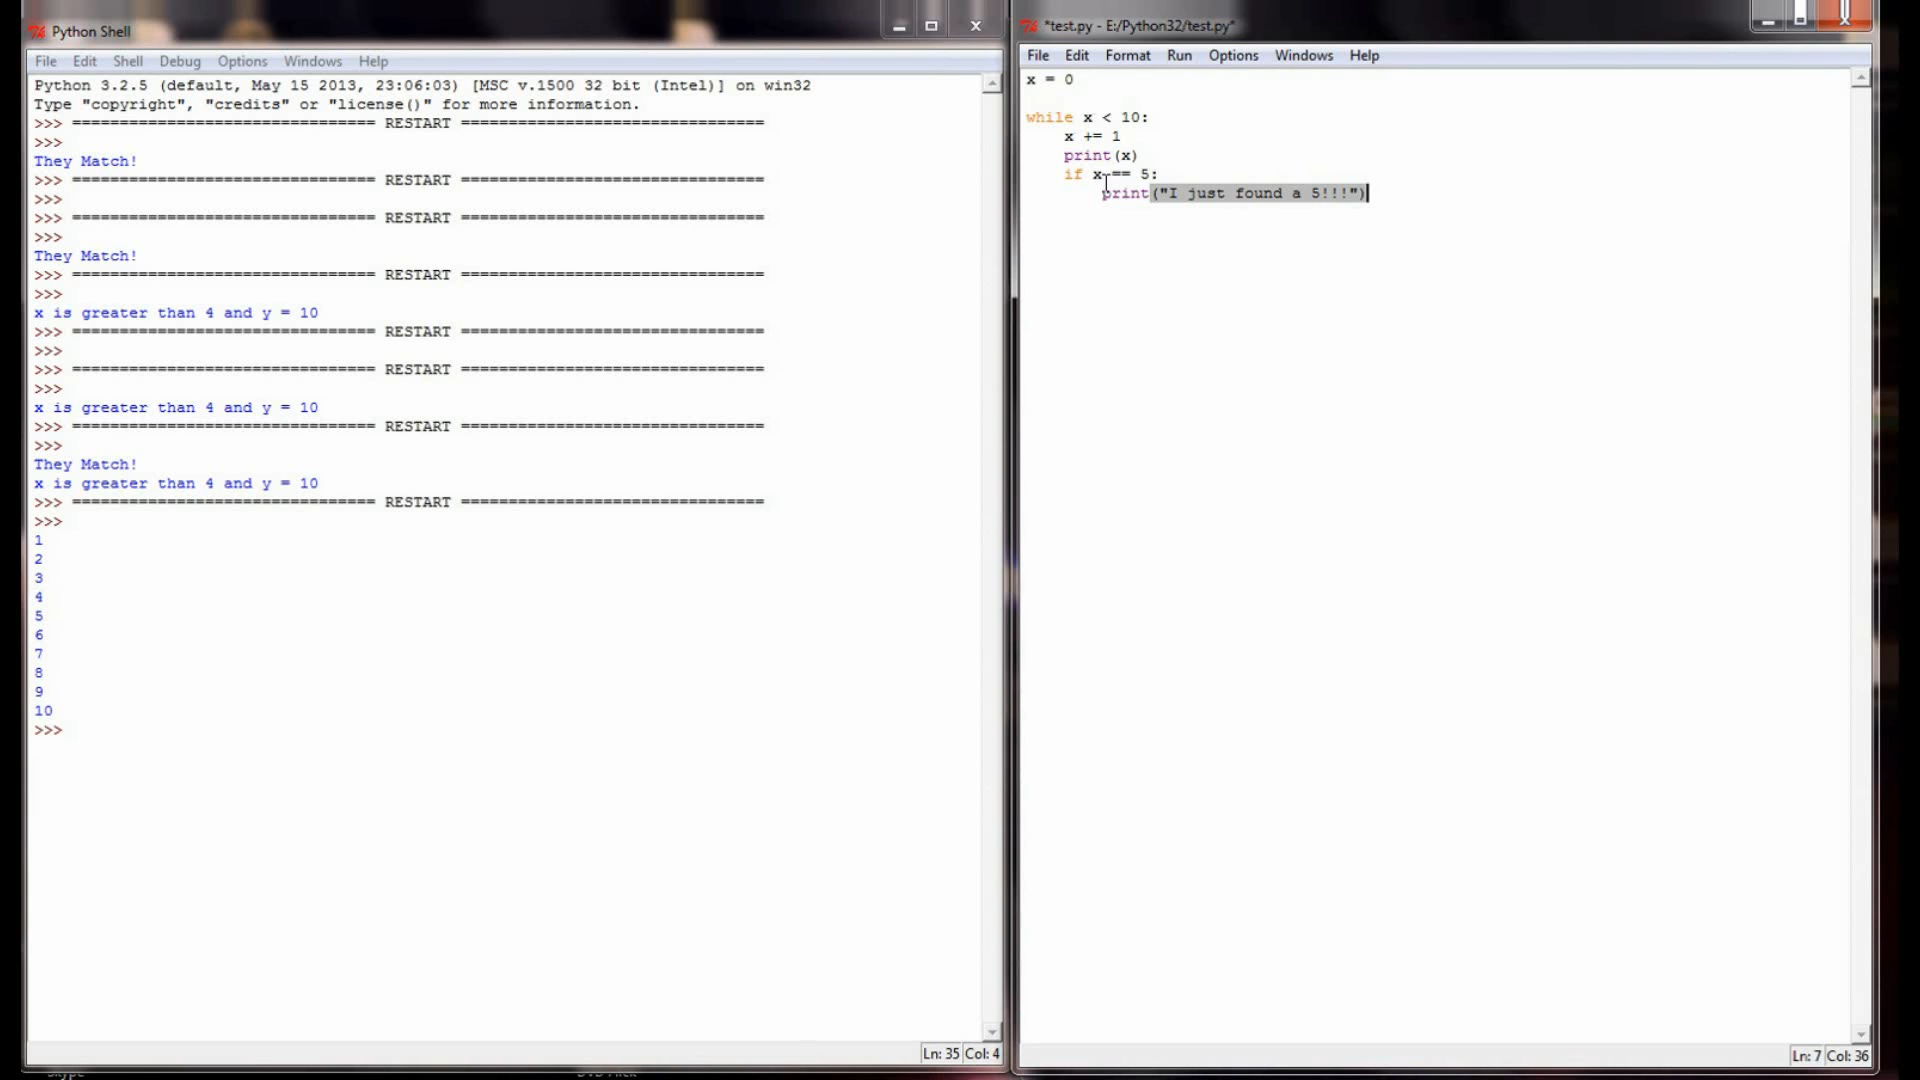 Python Shell
File Edit Shell Debug Options Windows Help
Python 3.2.5 (default, May 15 2013, 23:06:03) [MSC v.1500 32 bit (Intel)] on win32
Type "copyright", "credits" or "license()" for more information.
>>> ================================ RESTART ================================
>>>
They Match!
>>> ================================ RESTART ================================
>>>
>>> ================================ RESTART ================================
>>>
They Match!
>>> ================================ RESTART ================================
>>>
x is greater than 4 and y = 10
>>> ================================ RESTART ================================
>>>
>>> ================================ RESTART ================================
>>>
x is greater than 4 and y = 10
>>> ================================ RESTART ================================
>>>
They Match!
x is greater than 4 and y = 10
>>> ================================ RESTART ================================
>>>
1
2
3
4
5
6
7
8
9
10
>>>
Ln: 35 Col: 4
*test.py - E:/Python32/test.py*
File Edit Format Run Options Windows Help
x = 0
while x < 10:
x += 1
print(x)
if x == 5:
print("I just found a 5!!!")
Ln: 7 Col: 36